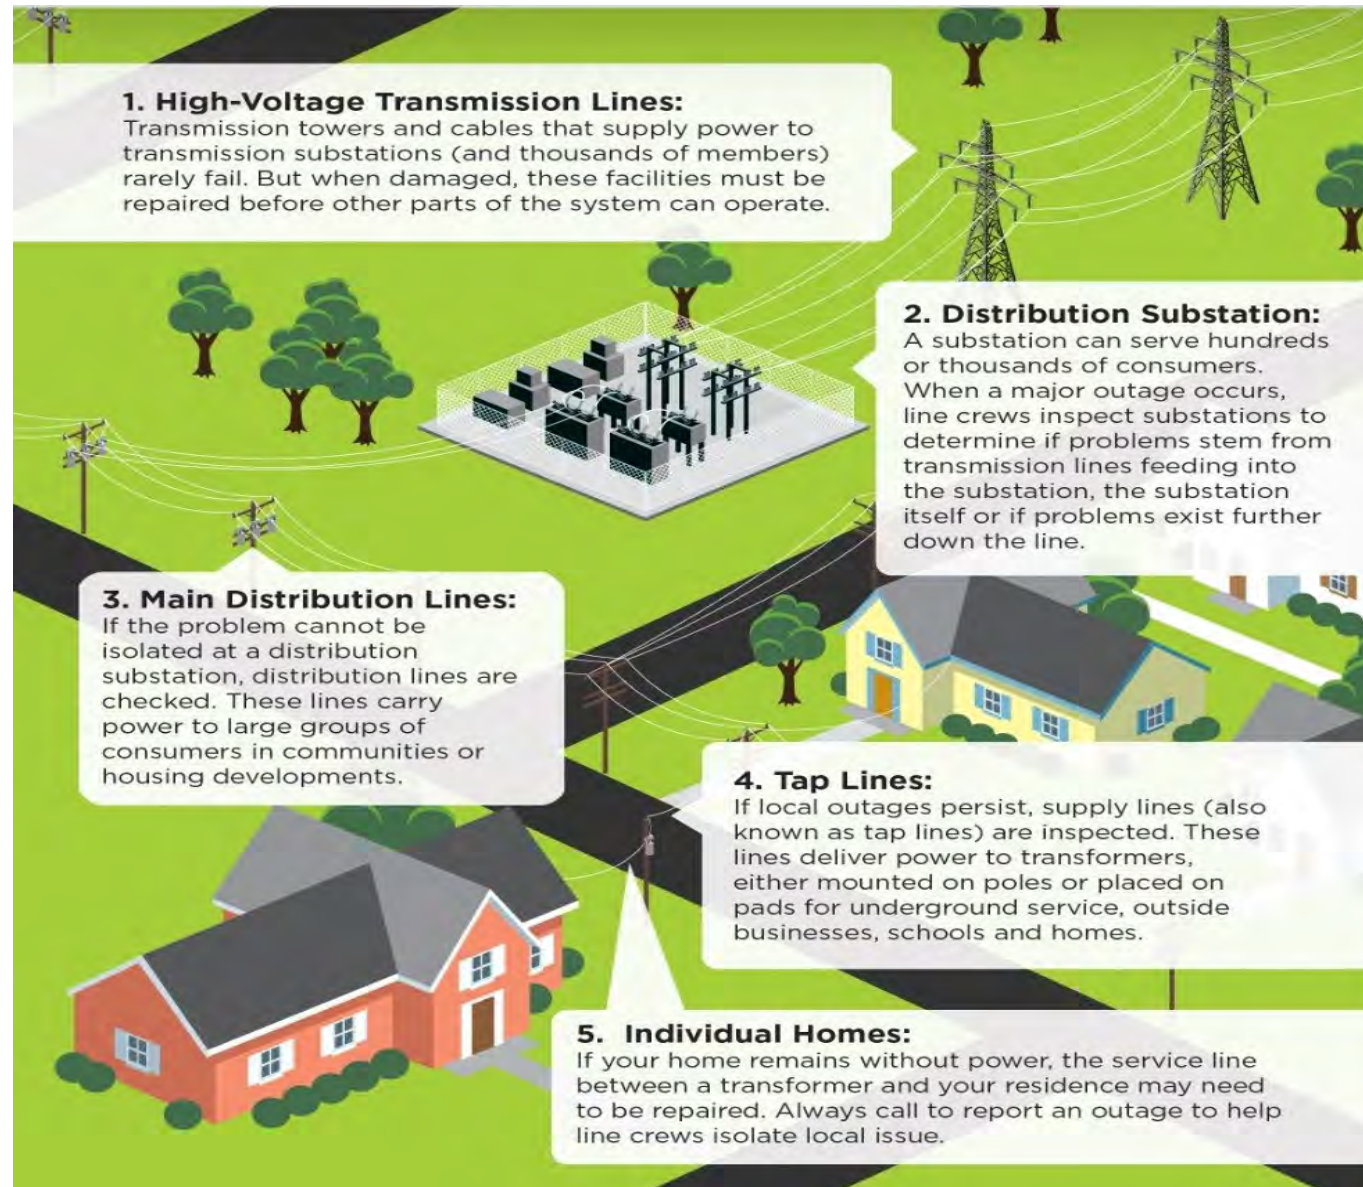 1. High-Voltage Transmission Lines:
Transmission towers and cables that supply power to
transmission substations (and thousands of members)
rarely fail. But when damaged, these facilities must be
repaired before other parts of the system can operate.
2. Distribution Substation:
A substation can serve hundreds
or thousands of consumers.
When a major outage occurs,
line crews inspect substations to
determine if problems stem from
transmission lines feeding into
the substation, the substation
itself or if problems exist further
down the line.
3. Main Distribution Lines:
If the problem cannot be
isolated at a distribution
substation, distribution lines are
checked. These lines carry
power to large groups of
consumers in communities or
housing developments.
4. Tap Lines:
If local outages persist, supply lines (also
known as tap lines) are inspected. These
lines deliver power to transformers,
either mounted on poles or placed on
pads for underground service, outside
businesses, schools and homes.
5. Individual Homes:
If your home remains without power, the service line
between a transformer and your residence may need
to be repaired. Always call to report an outage to help
line crews isolate local issue.